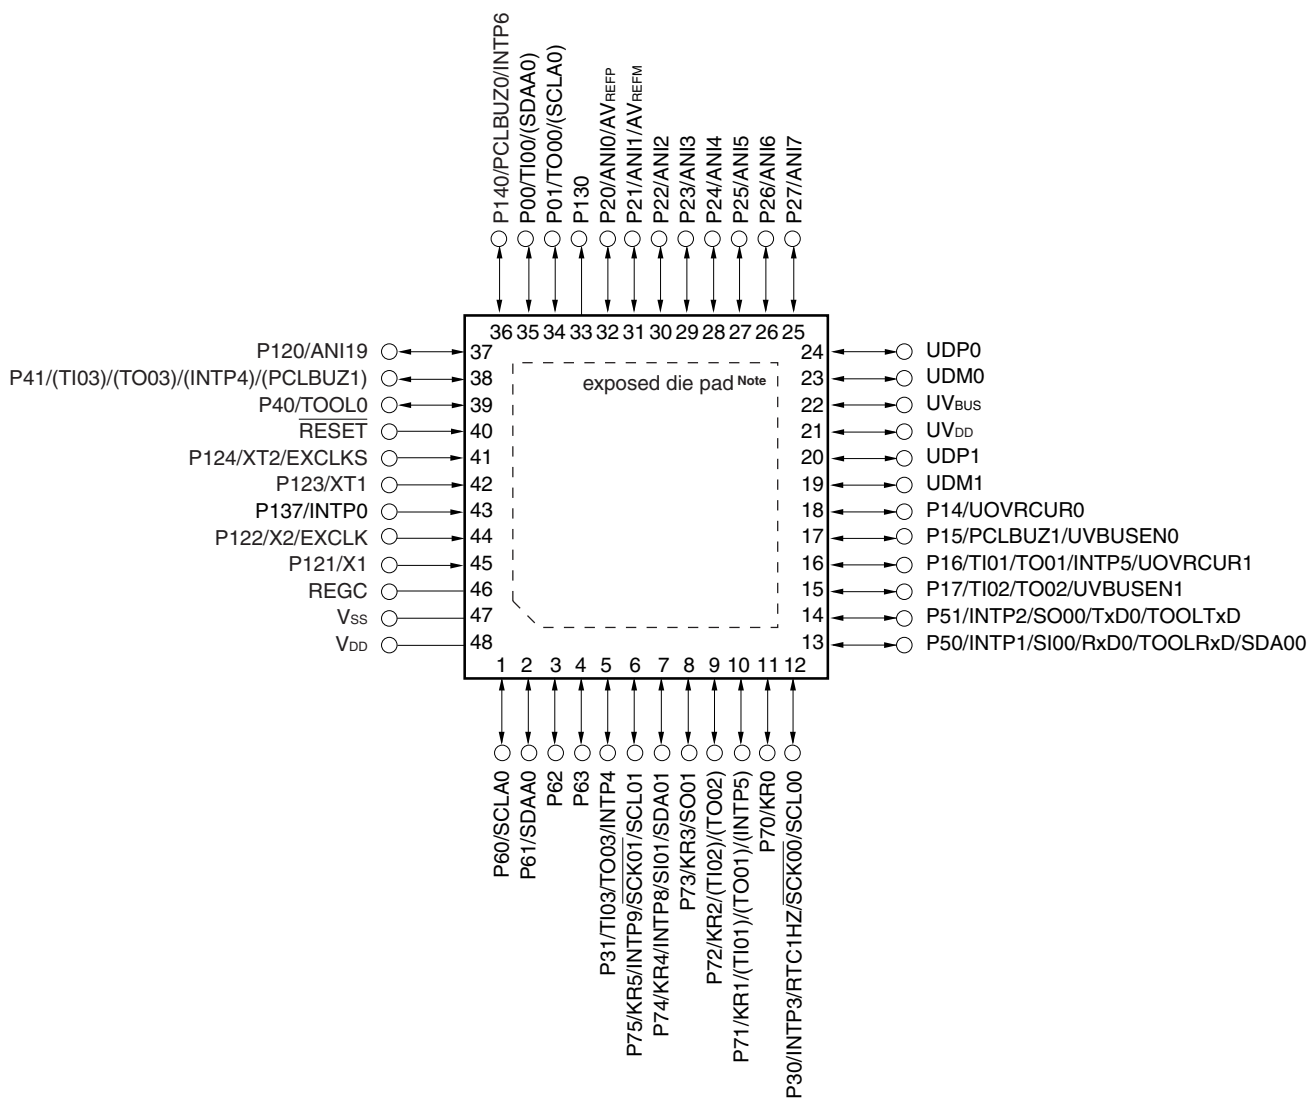 P140/PCLBUZ0/INTP6
P00/TI00/(SDAA0)
P01/TO00/(SCLA0)
P130
P20/ANI0/AVREFP
P21/ANI1/AVREFM
P22/ANI2
P23/ANI3
P24/ANI4
P25/ANI5
P26/ANI6
P27/ANI7
36 35 34 33 32 31 30 29 28 27 26 25
P120/ANI19 37
P41/(TI03)/(TO03)/(INTP4)/(PCLBUZ1) 38
P40/TOOL0 39
RESET 40
P124/XT2/EXCLKS 41
P123/XT1 42
P137/INTP0 43
P122/X2/EXCLK 44
P121/X1 45
REGC 46
VSS 47
VDD 48
exposed die pad Note
24 UDP0
23 UDM0
22 UVBUS
21 UVDD
20 UDP1
19 UDM1
18 P14/UOVRCUR0
17 P15/PCLBUZ1/UVBUSEN0
16 P16/TI01/TO01/INTP5/UOVRCUR1
15 P17/TI02/TO02/UVBUSEN1
14 P51/INTP2/SO00/TxD0/TOOLTxD
13 P50/INTP1/SI00/RxD0/TOOLRxD/SDA00
1 2 3 4 5 6 7 8 9 10 11 12
P60/SCLA0
P61/SDAA0
P62
P63
P31/TI03/TO03/INTP4
P75/KR5/INTP9/SCK01/SCL01
P74/KR4/INTP8/SI01/SDA01
P73/KR3/SO01
P72/KR2/(TI02)/(TO02)
P71/KR1/(TI01)/(TO01)/(INTP5)
P70/KR0
P30/INTP3/RTC1HZ/SCK00/SCL00